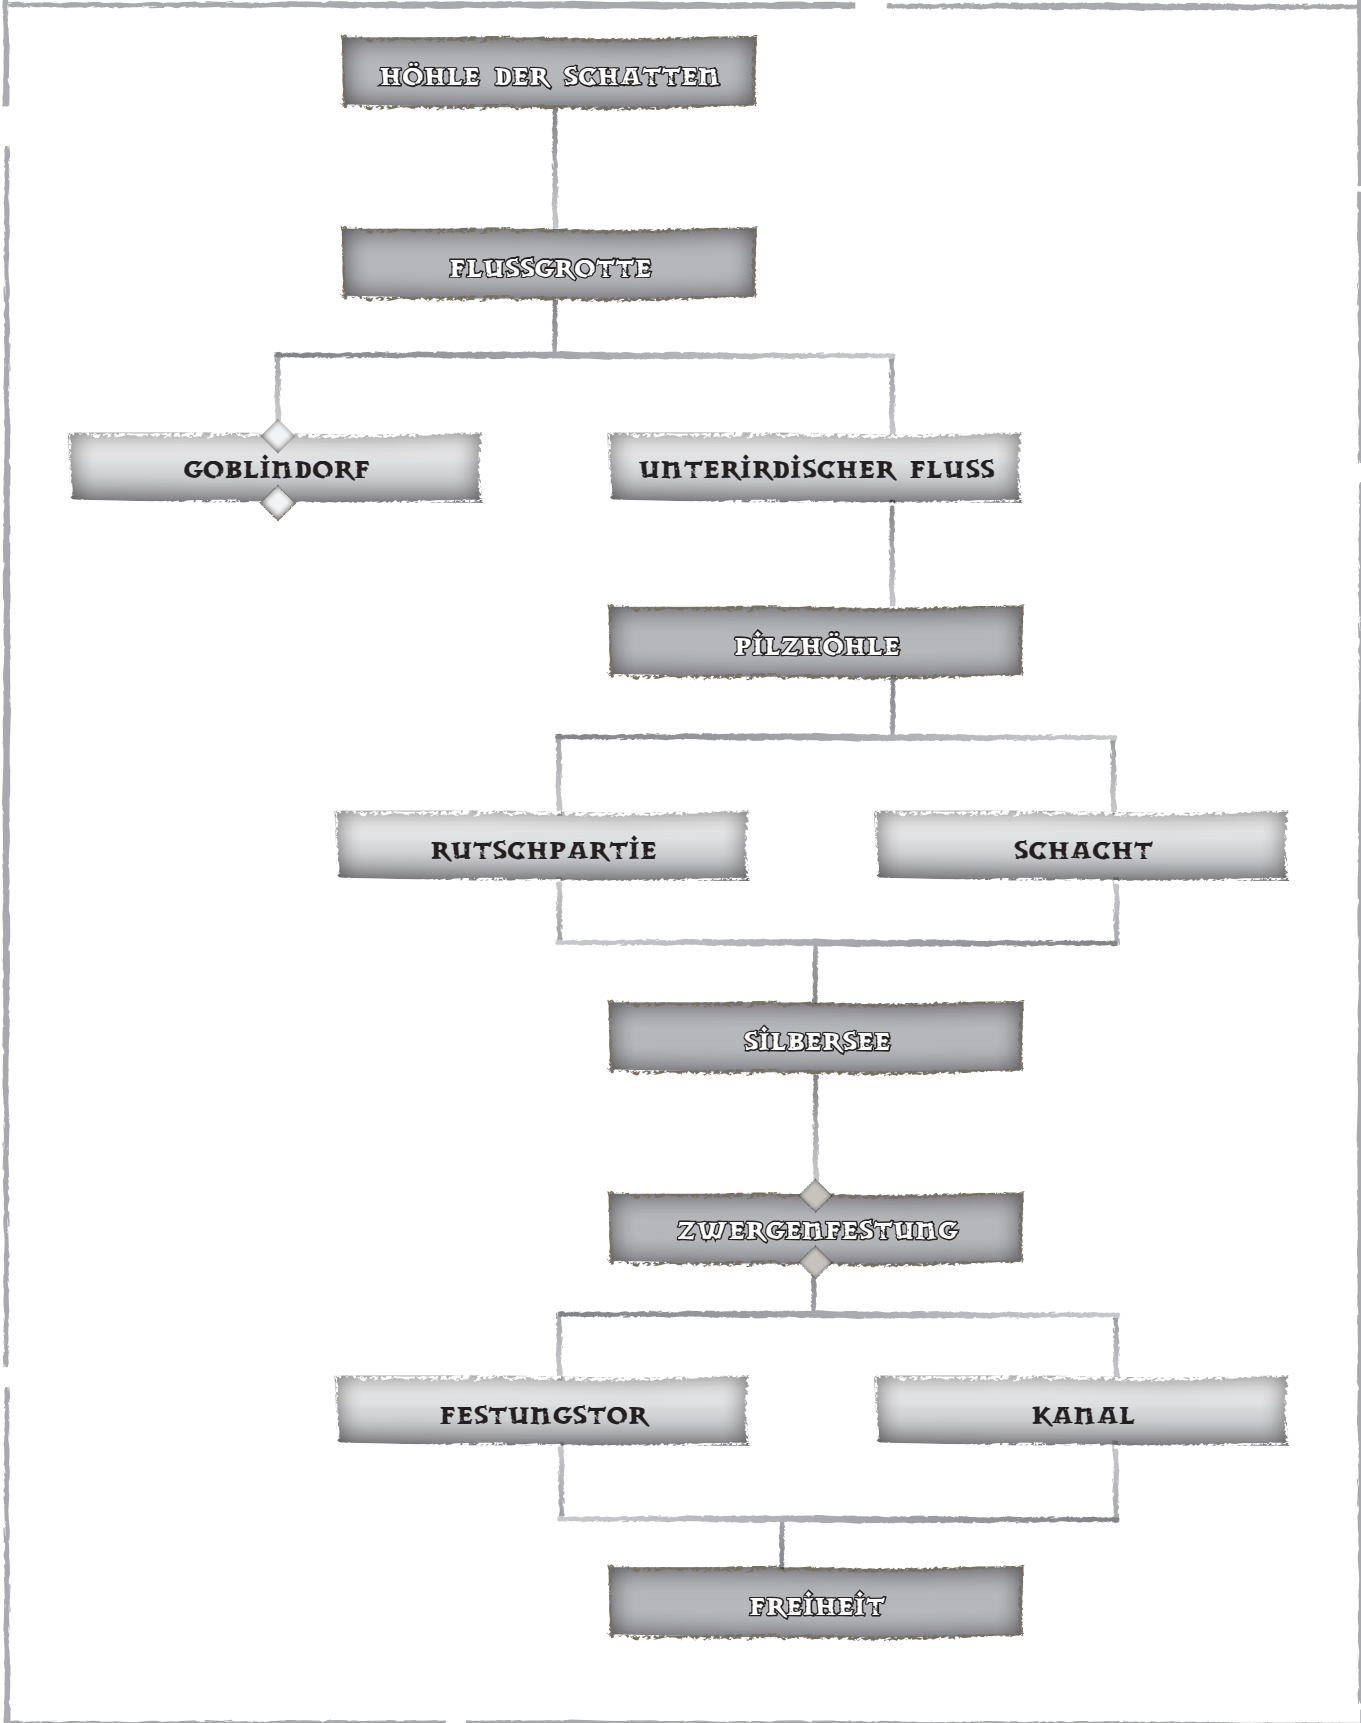 HÖHLE DER SCHATTEN
FLUSSGROTTE
GOBLINDORF
UNTERIRDISCHER FLUSS
PILZHÖHLE
RUTSCHPARTIE
SCHACHT
SILBERSEE
ZWERGENFESTUNG
FESTUNGSTOR
KANAL
FREIHEIT